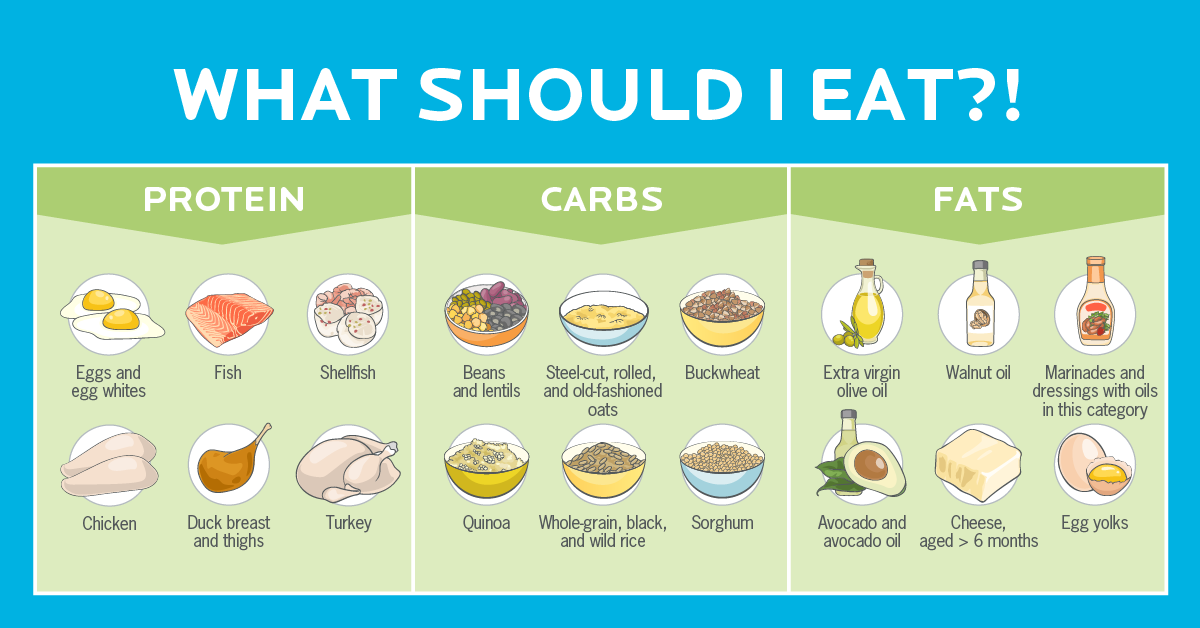 WHAT SHOULD I EAT?!
PROTEIN
Eggs and
egg whites
Fish
Shellfish
Chicken
Duck breast
and thighs
Turkey
CARBS
Beans
and lentils
Steel-cut, rolled,
and old-fashioned
oats
Buckwheat
Quinoa
Whole-grain, black,
and wild rice
Sorghum
FATS
Extra virgin
olive oil
Walnut oil
Marinades and
dressings with oils
in this category
Avocado and
avocado oil
Cheese,
aged > 6 months
Egg yolks